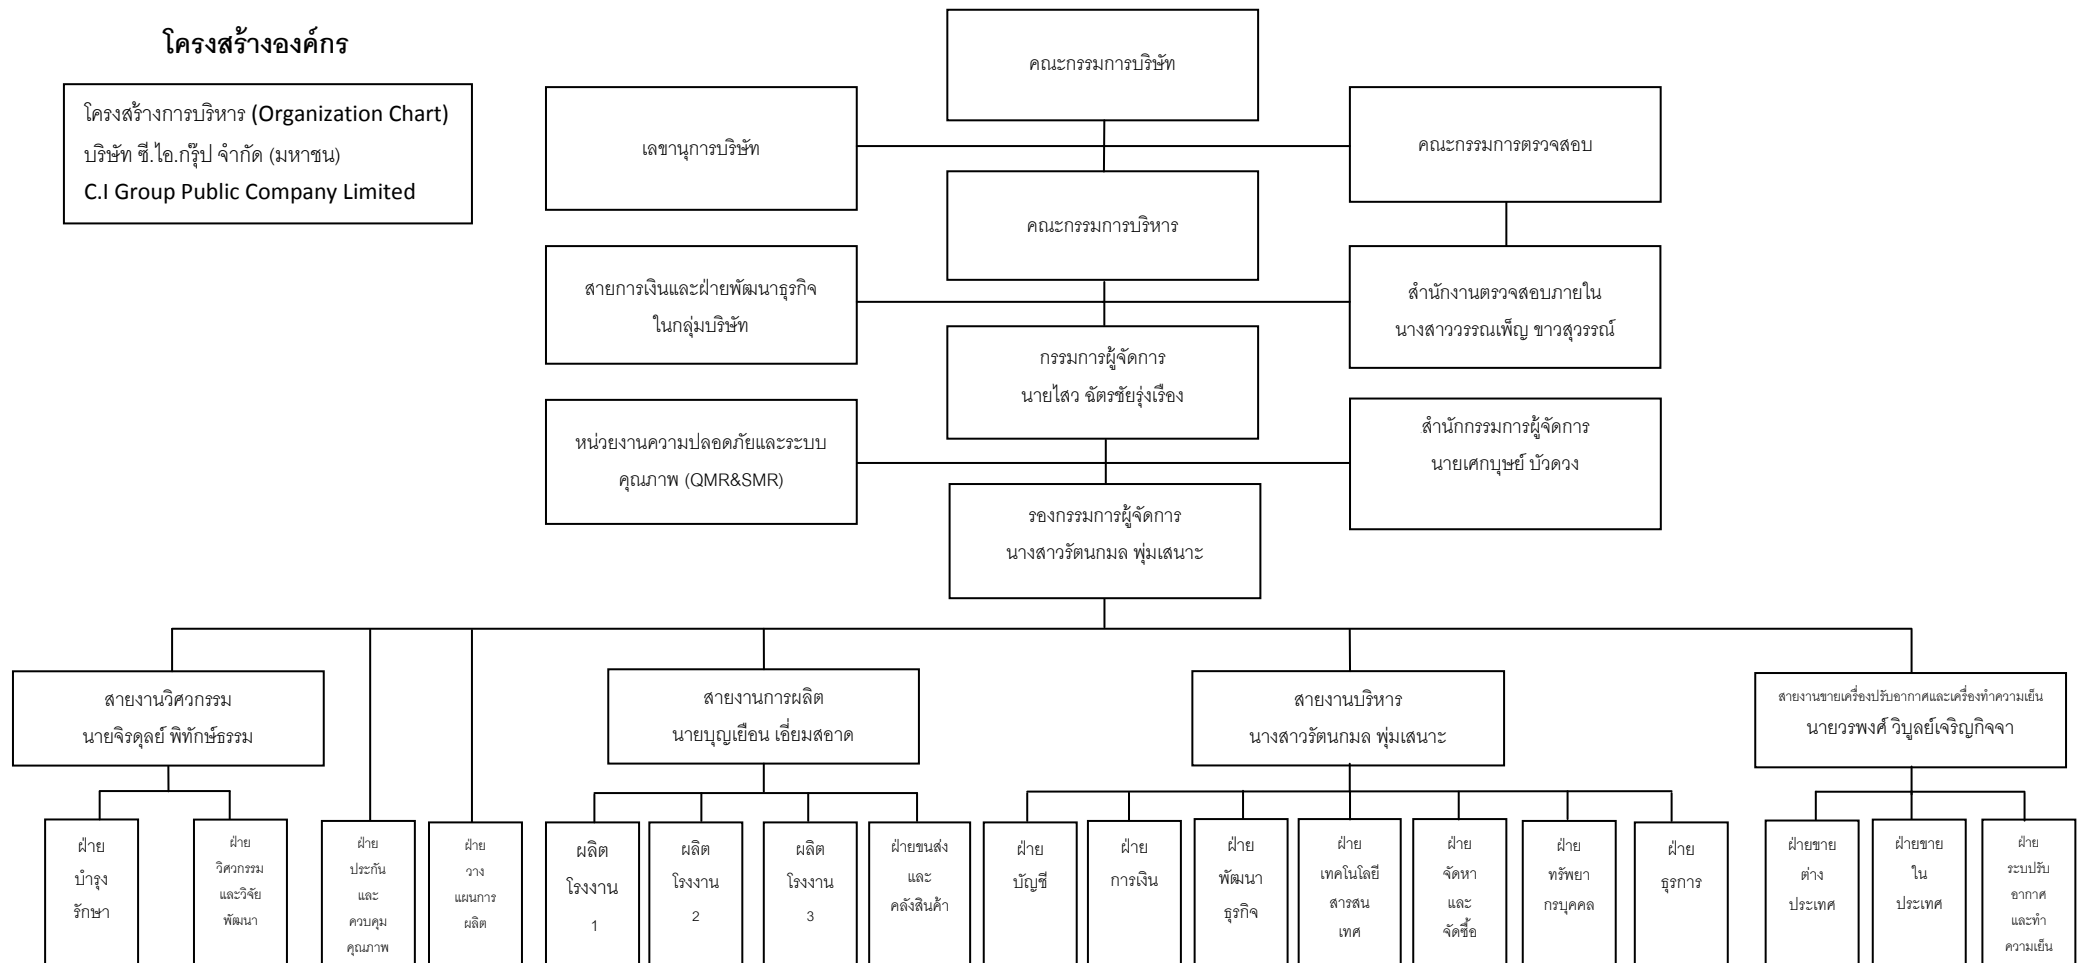 โครงสร้างองค์กร
โครงสร้างการบริหาร (Organization Chart)
บริษัท ซี.ไอ.กรุ๊ป จำกัด (มหาชน)
C.I Group Public Company Limited
คณะกรรมการบริษัท
เลขานุการบริษัท
คณะกรรมการตรวจสอบ
คณะกรรมการบริหาร
สายการเงินและฝ่ายพัฒนาธุรกิจ
ในกลุ่มบริษัท
สำนักงานตรวจสอบภายใน
นางสาววรรณเพ็ญ ขาวสุวรรณ์
กรรมการผู้จัดการ
นายไสว ฉัตรชัยรุ่งเรือง
หน่วยงานความปลอดภัยและระบบ
คุณภาพ (QMR&SMR)
สำนักกรรมการผู้จัดการ
นายเศกบุษย์ บัวดวง
รองกรรมการผู้จัดการ
นางสาวรัตนกมล พุ่มเสนาะ
สายงานวิศวกรรม
นายจิรดุลย์ พิทักษ์ธรรม
สายงานการผลิต
นายบุญเยือน เอี่ยมสอาด
สายงานบริหาร
นางสาวรัตนกมล พุ่มเสนาะ
สายงานขายเครื่องปรับอากาศและเครื่องทำความเย็น
นายวรพงศ์ วิบูลย์เจริญกิจจา
ฝ่าย
บำรุง
รักษา
ฝ่าย
วิศวกรรม
และวิจัย
พัฒนา
ฝ่าย
ประกัน
และ
ควบคุม
คุณภาพ
ฝ่าย
วาง
แผนการ
ผลิต
ผลิต
โรงงาน
1
ผลิต
โรงงาน
2
ผลิต
โรงงาน
3
ฝ่ายขนส่ง
และ
คลังสินค้า
ฝ่าย
บัญชี
ฝ่าย
การเงิน
ฝ่าย
พัฒนา
ธุรกิจ
ฝ่าย
เทคโนโลยี
สารสน
เทศ
ฝ่าย
จัดหา
และ
จัดซื้อ
ฝ่าย
ทรัพยา
กรบุคคล
ฝ่าย
ธุรการ
ฝ่ายขาย
ต่าง
ประเทศ
ฝ่ายขาย
ใน
ประเทศ
ฝ่าย
ระบบปรับ
อากาศ
และทำ
ความเย็น